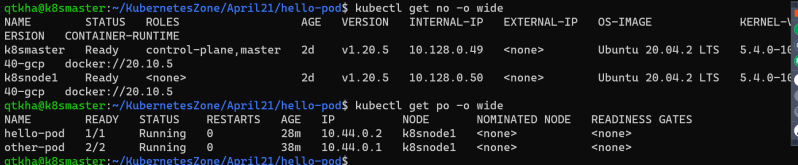 qtkha@k8smaster:~/KubernetesZone/April21/hello-pod$ kubectl get no -o wide
NAME STATUS ROLES AGE VERSION INTERNAL-IP EXTERNAL-IP OS-IMAGE KERNEL-V
ERSION CONTAINER-RUNTIME
k8smaster Ready control-plane,master 2d v1.20.5 10.128.0.49 <none> Ubuntu 20.04.2 LTS 5.4.0-10
40-gcp docker://20.10.5
k8snode1 Ready <none> 2d v1.20.5 10.128.0.50 <none> Ubuntu 20.04.2 LTS 5.4.0-10
40-gcp docker://20.10.5
qtkha@k8smaster:~/KubernetesZone/April21/hello-pod$ kubectl get po -o wide
NAME READY STATUS RESTARTS AGE IP NODE NOMINATED NODE READINESS GATES
hello-pod 1/1 Running 0 28m 10.44.0.2 k8snode1 <none> <none>
other-pod 2/2 Running 0 38m 10.44.0.1 k8snode1 <none> <none>
qtkha@k8smaster:~/KubernetesZone/April21/hello-pod$